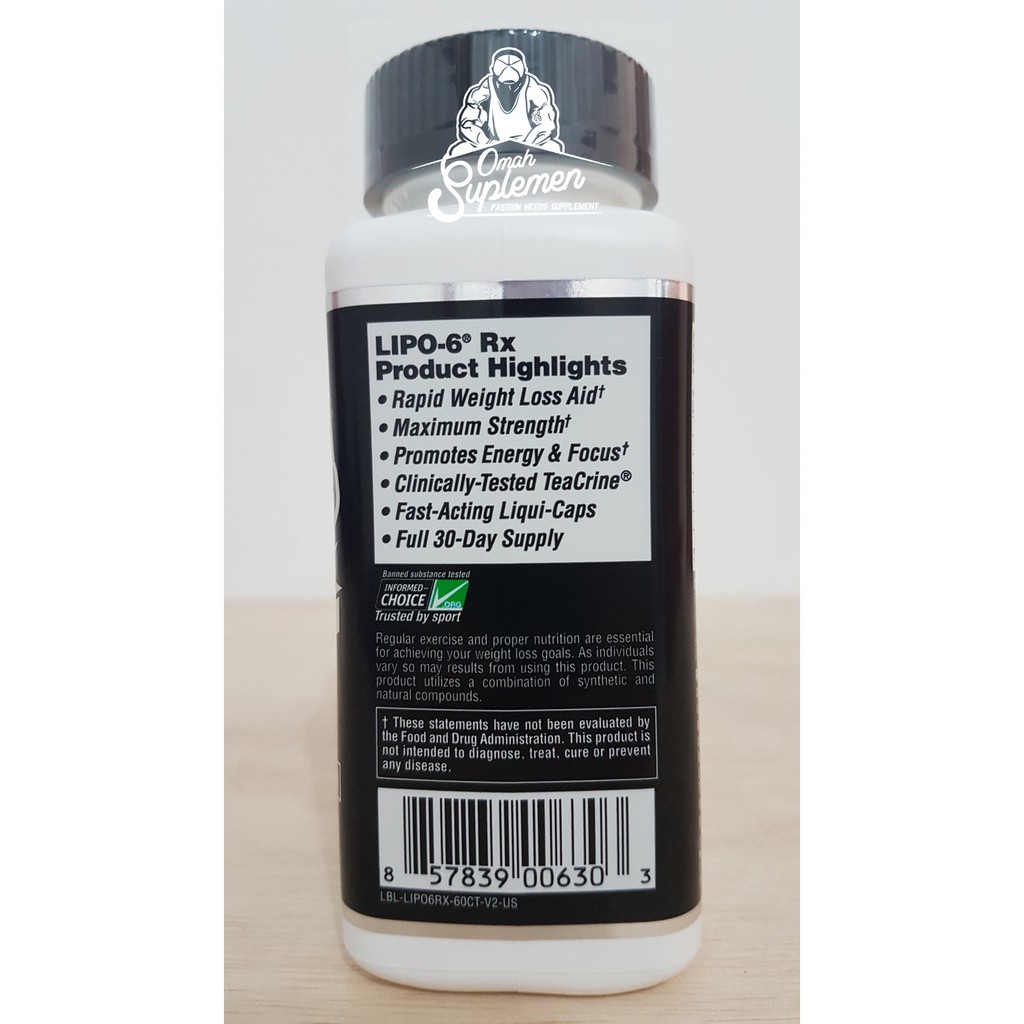 Omah
Suplemen
PASSION NEEDS SUPPLEMENT
LIPO-6® Rx
Product Highlights
• Rapid Weight Loss Aid†
• Maximum Strength†
• Promotes Energy & Focus†
• Clinically-Tested TeaCrine®
• Fast-Acting Liqui-Caps
• Full 30-Day Supply
Banned substance tested
INFORMED-
CHOICE
.ORG
Trusted by sport
Regular exercise and proper nutrition are essential
for achieving your weight loss goals. As individuals
vary so may results from using this product. This
product utilizes a combination of synthetic and
natural compounds.
† These statements have not been evaluated by
the Food and Drug Administration. This product is
not intended to diagnose, treat, cure or prevent
any disease.
8 57839 00630 3
LBL-LIPO6RX-60CT-V2-US